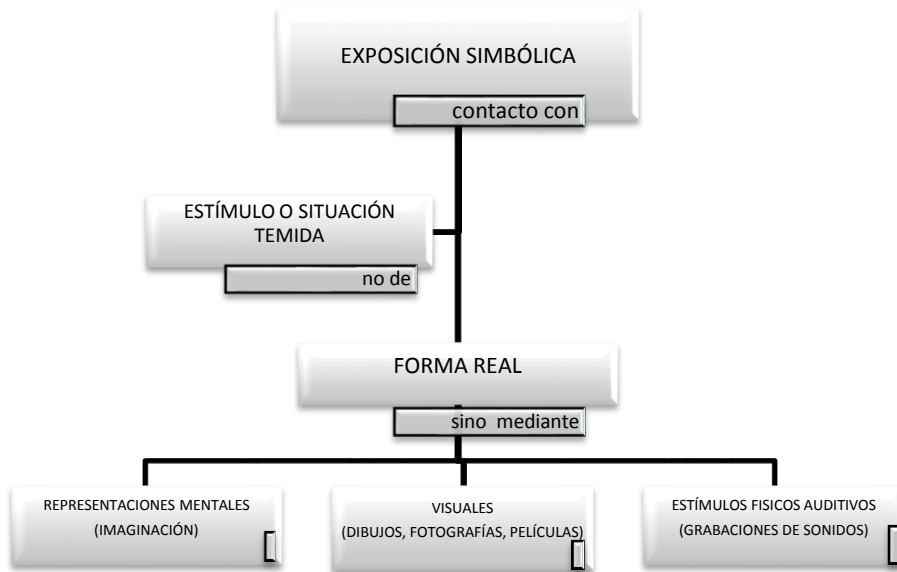 EXPOSICIÓN SIMBÓLICA
contacto con
ESTÍMULO O SITUACIÓN
TEMIDA
no de
FORMA REAL
sino mediante
REPRESENTACIONES MENTALES
(IMAGINACIÓN)
VISUALES
(DIBUJOS, FOTOGRAFÍAS, PELÍCULAS)
ESTÍMULOS FISICOS AUDITIVOS
(GRABACIONES DE SONIDOS)